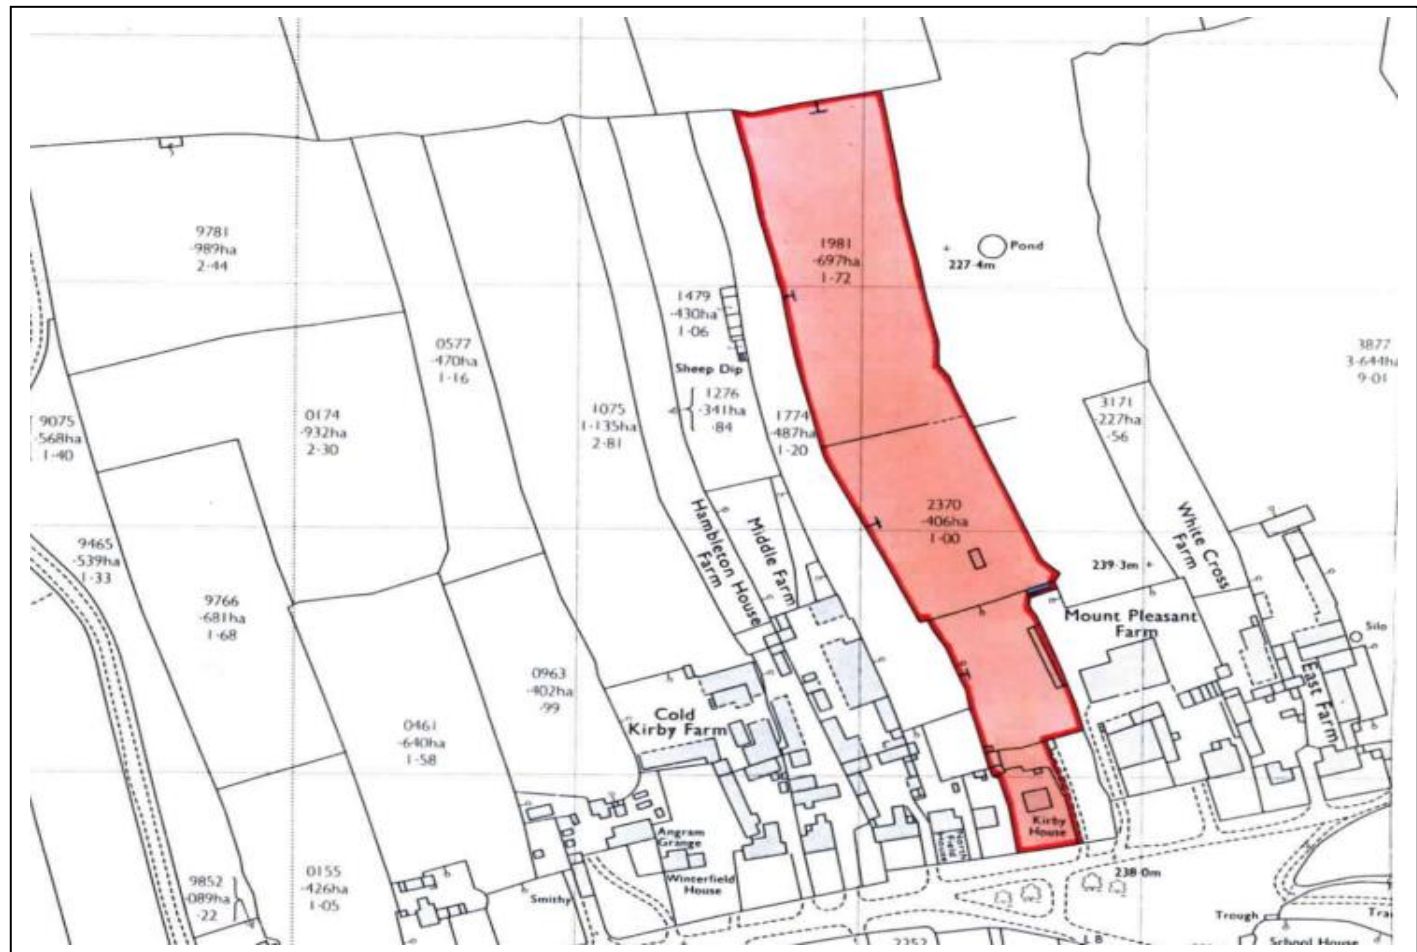 9781
·989ha
2·44
1981
·697ha
1·72
Pond
227·4m
1479
·430ha
1·06
Sheep Dip
1276
·341ha
·84
0577
·470ha
1·16
3877
3·644ha
9·01
9075
·568ha
1·40
0174
·932ha
2·30
1075
1·135ha
2·81
1774
·487ha
1·20
3171
·227ha
·56
2370
·406ha
1·00
Hambleton House
Farm
Middle Farm
White Cross
Farm
9465
·539ha
1·33
239·3m
9766
·681ha
1·68
Mount Pleasant
Farm
Silo
East Farm
0963
·402ha
·99
Cold
Kirby Farm
0461
·640ha
1·58
Kirby
House
North
field
House
Angram
Grange
Winterfield
House
Smithy
9852
·089ha
·22
0155
·426ha
1·05
238·0m
Trough
School House
2252
L B